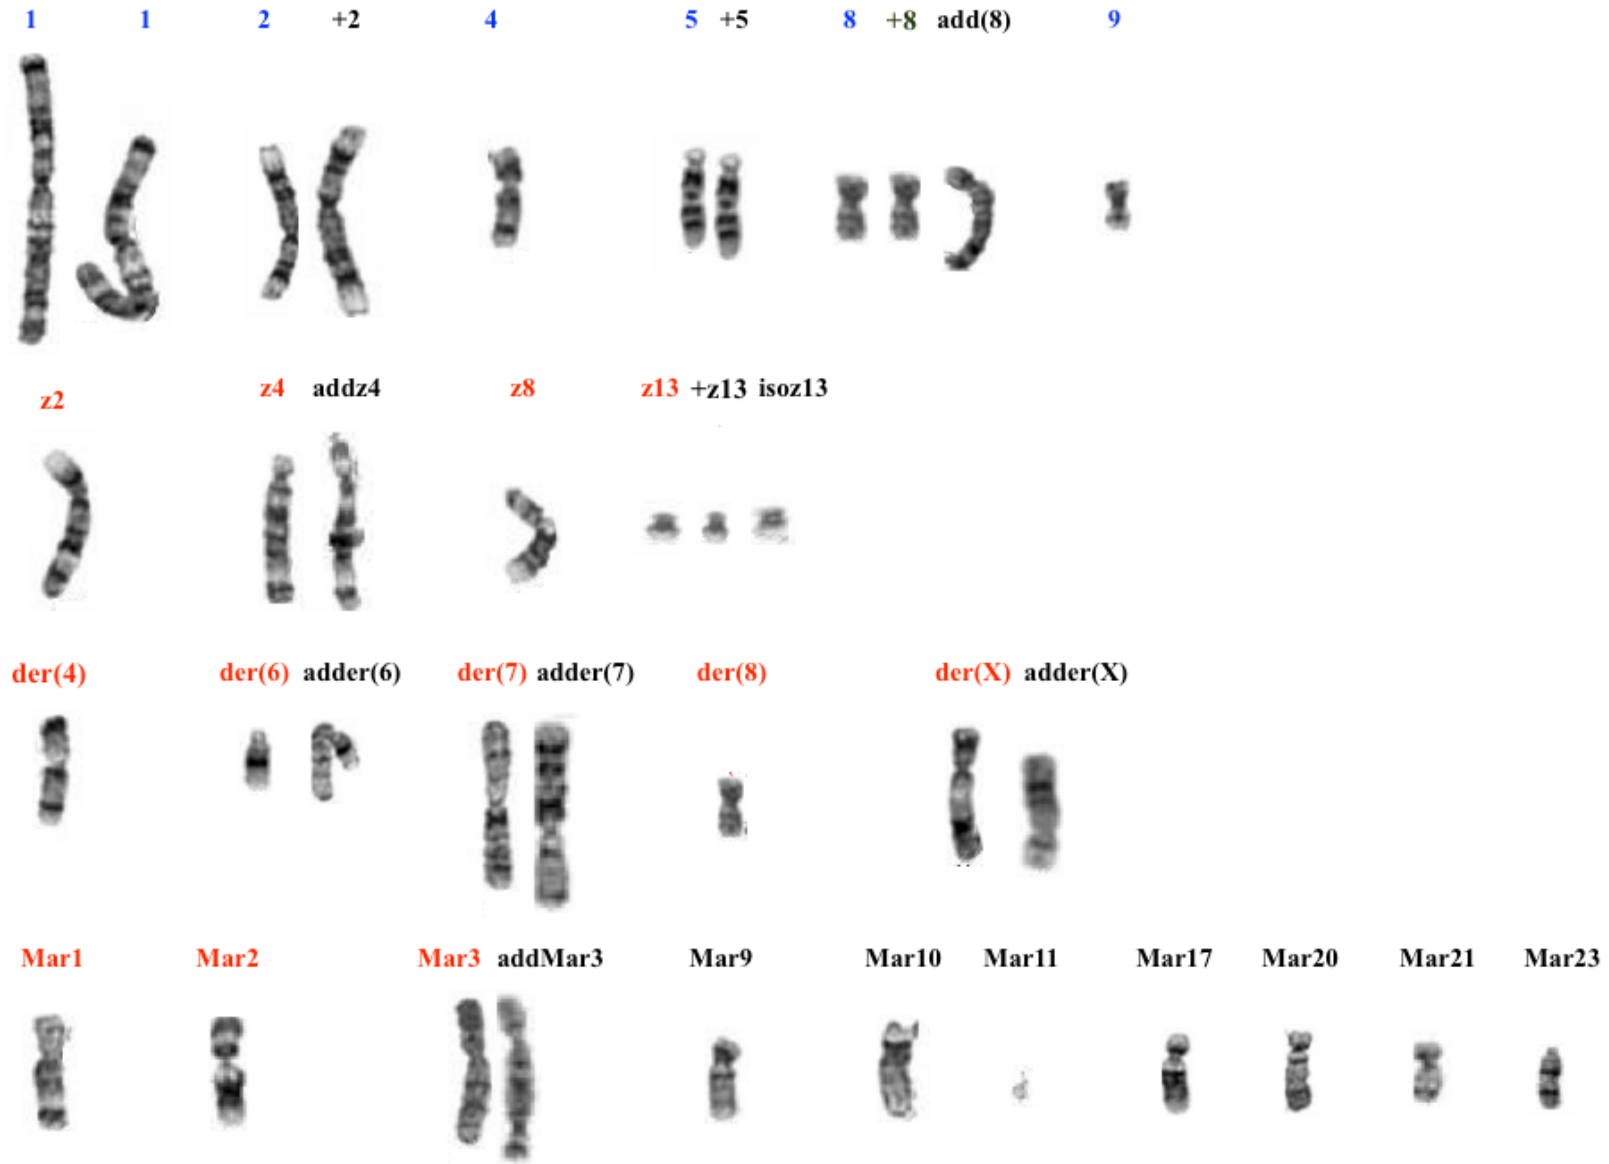 1 1 2 +2 4 5 +5 8 +8 add(8) 9
z2 z4 addz4 z8 z13 +z13 isoz13
der(4) der(6) adder(6) der(7) adder(7) der(8) der(X) adder(X)
Mar1 Mar2 Mar3 addMar3 Mar9 Mar10 Mar11 Mar17 Mar20 Mar21 Mar23